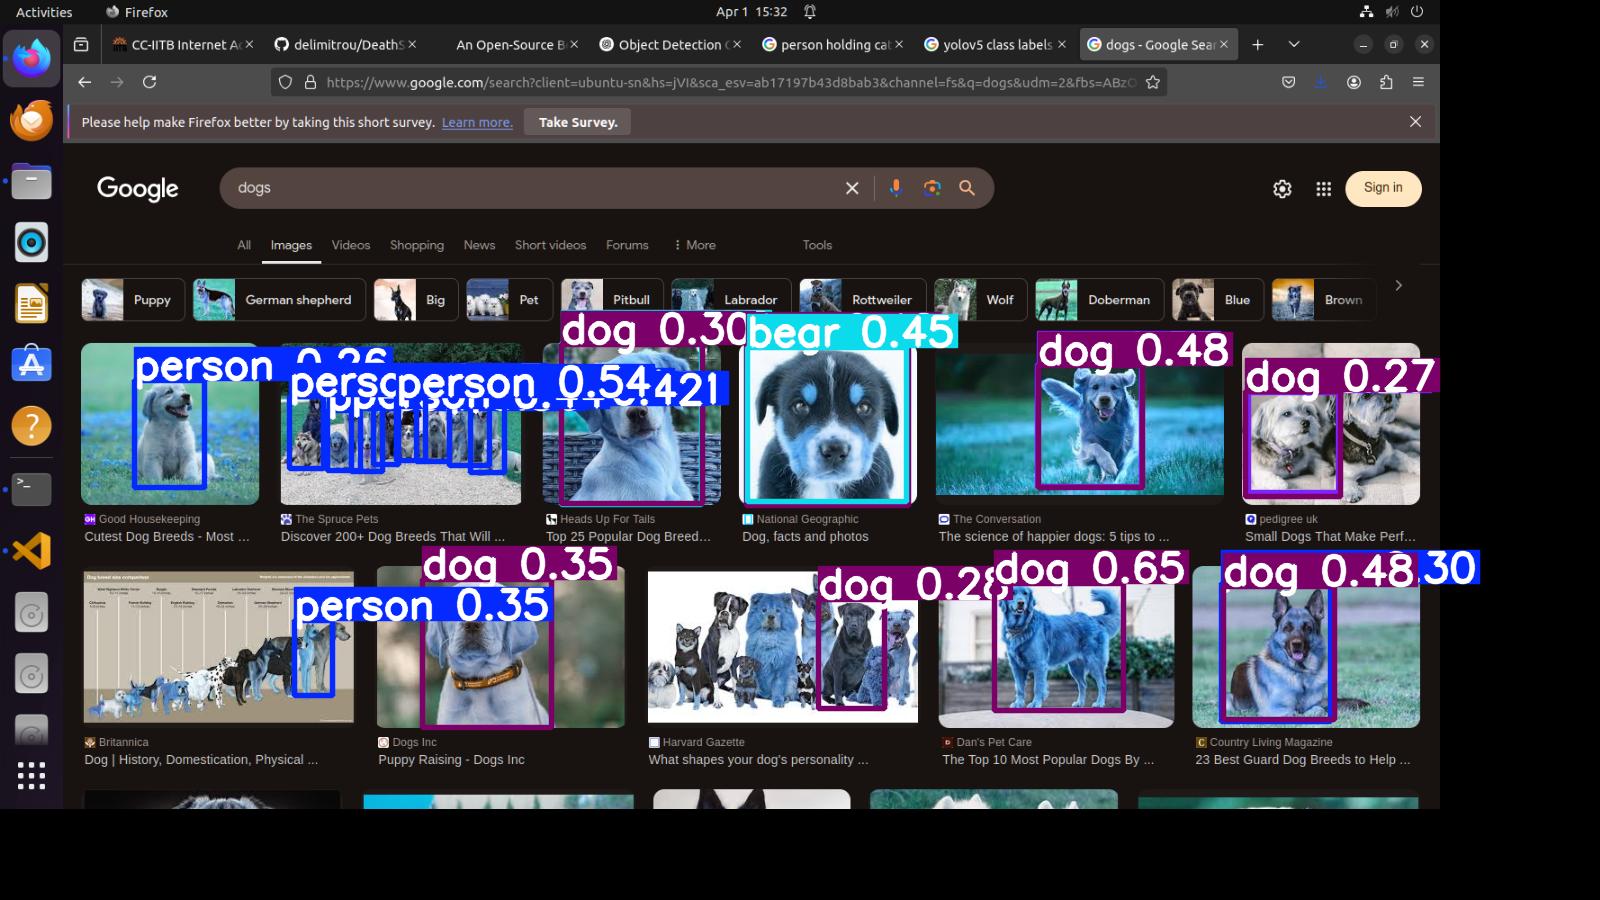 Activities Firefox Apr 1 15:32
CC-IITB Internet Ac delimitrou/DeathS An Open-Source B Object Detection person holding cat yolov5 class labels dogs - Google Sear
https://www.google.com/search?client=ubuntu-sn&hs=jVI&sca_esv=ab17197b43d8bab3&channel=fs&q=dogs&udm=2&fbs=ABzO
Please help make Firefox better by taking this short survey. Learn more. Take Survey.
Google dogs Sign in
All Images Videos Shopping News Short videos Forums More Tools
Puppy German shepherd Big Pet Pitbull Labrador Rottweiler Wolf Doberman Blue Brown
dog 0.30 bear 0.45 dog 0.48
person 0.26 person 0.54 dog 0.27
Good Housekeeping The Spruce Pets Heads Up For Tails National Geographic The Conversation pedigree uk
Cutest Dog Breeds - Most ... Discover 200+ Dog Breeds That Will ... Top 25 Popular Dog Breed... Dog, facts and photos The science of happier dogs: 5 tips to ... Small Dogs That Make Perf...
dog 0.35 dog 0.28 dog 0.65 dog 0.48 .30
Dog breed size comparison
person 0.35
Britannica Dogs Inc Harvard Gazette Dan's Pet Care Country Living Magazine
Dog | History, Domestication, Physical ... Puppy Raising - Dogs Inc What shapes your dog's personality ... The Top 10 Most Popular Dogs By ... 23 Best Guard Dog Breeds to Help ...